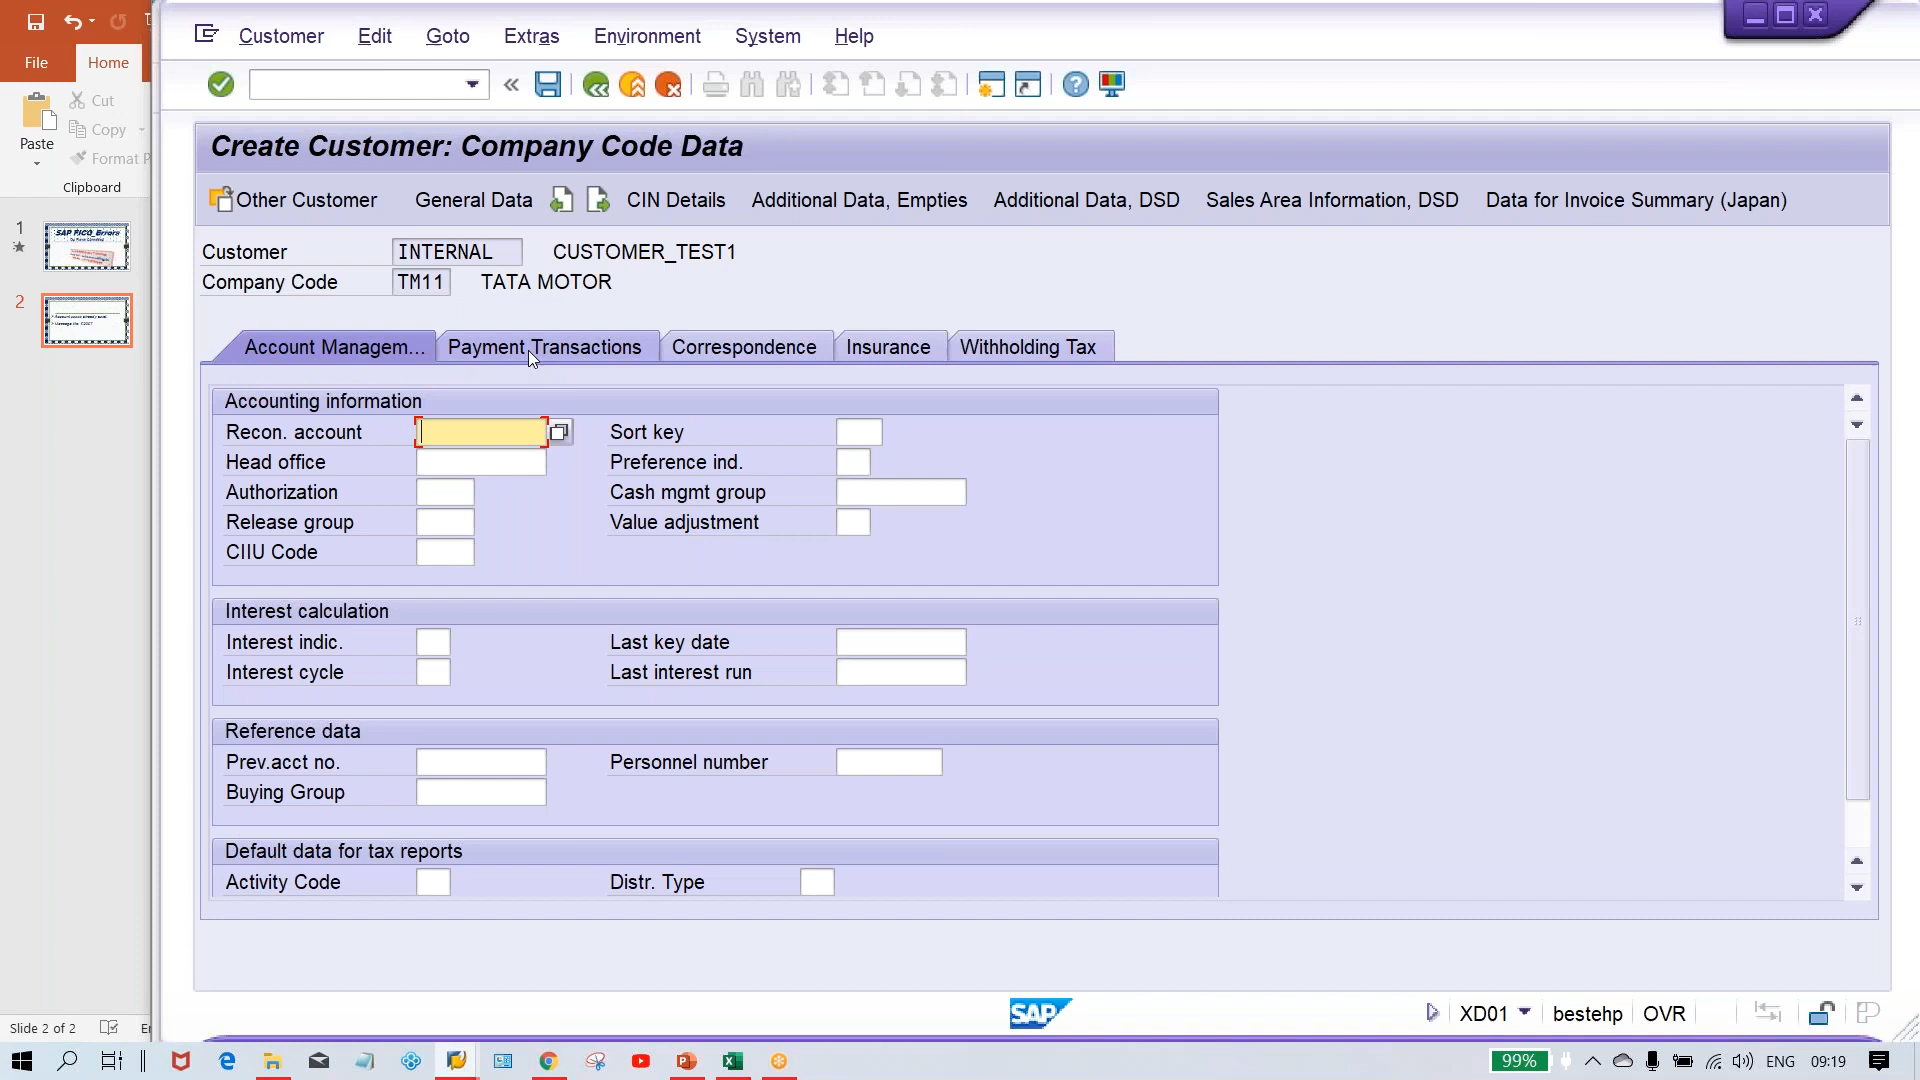 File
Home
Cut
Copy
Format P
Paste
Clipboard
1
SAP FICO_Errors
2
Slide 2 of 2
Customer
Edit
Goto
Extras
Environment
System
Help
Create Customer: Company Code Data
Other Customer
General Data
CIN Details
Additional Data, Empties
Additional Data, DSD
Sales Area Information, DSD
Data for Invoice Summary (Japan)
Customer
INTERNAL
CUSTOMER_TEST1
Company Code
TM11
TATA MOTOR
Account Managem...
Payment Transactions
Correspondence
Insurance
Withholding Tax
Accounting information
Recon. account
Sort key
Head office
Preference ind.
Authorization
Cash mgmt group
Release group
Value adjustment
CIIU Code
Interest calculation
Interest indic.
Last key date
Interest cycle
Last interest run
Reference data
Prev.acct no.
Personnel number
Buying Group
Default data for tax reports
Activity Code
Distr. Type
SAP
XD01
bestehp
OVR
99%
ENG
09:19